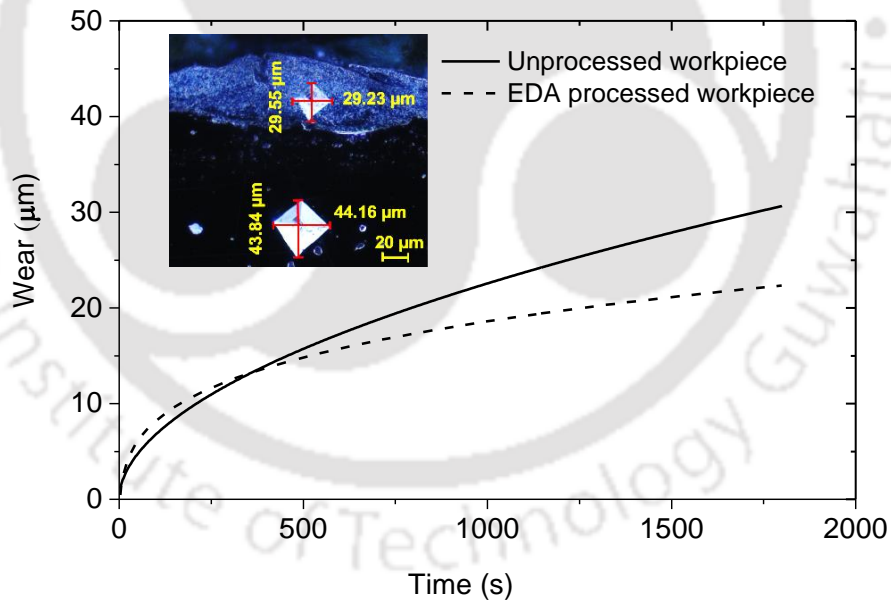 50
40
30
20
10
0
Wear (μm)
29.55 μm
29.23 μm
43.84 μm
44.16 μm
20 μm
Unprocessed workpiece
EDA processed workpiece
0 500 1000 1500 2000
Time (s)
nstitute of Technology Guwahati